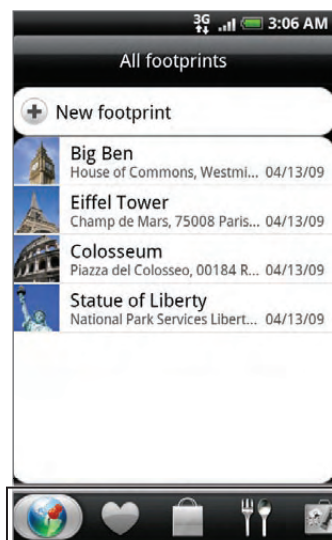 3G 3:06 AM
All footprints
New footprint
Big Ben
House of Commons, Westmi... 04/13/09
Eiffel Tower
Champ de Mars, 75008 Paris... 04/13/09
Colosseum
Piazza del Colosseo, 00184 R... 04/13/09
Statue of Liberty
National Park Services Libert... 04/13/09